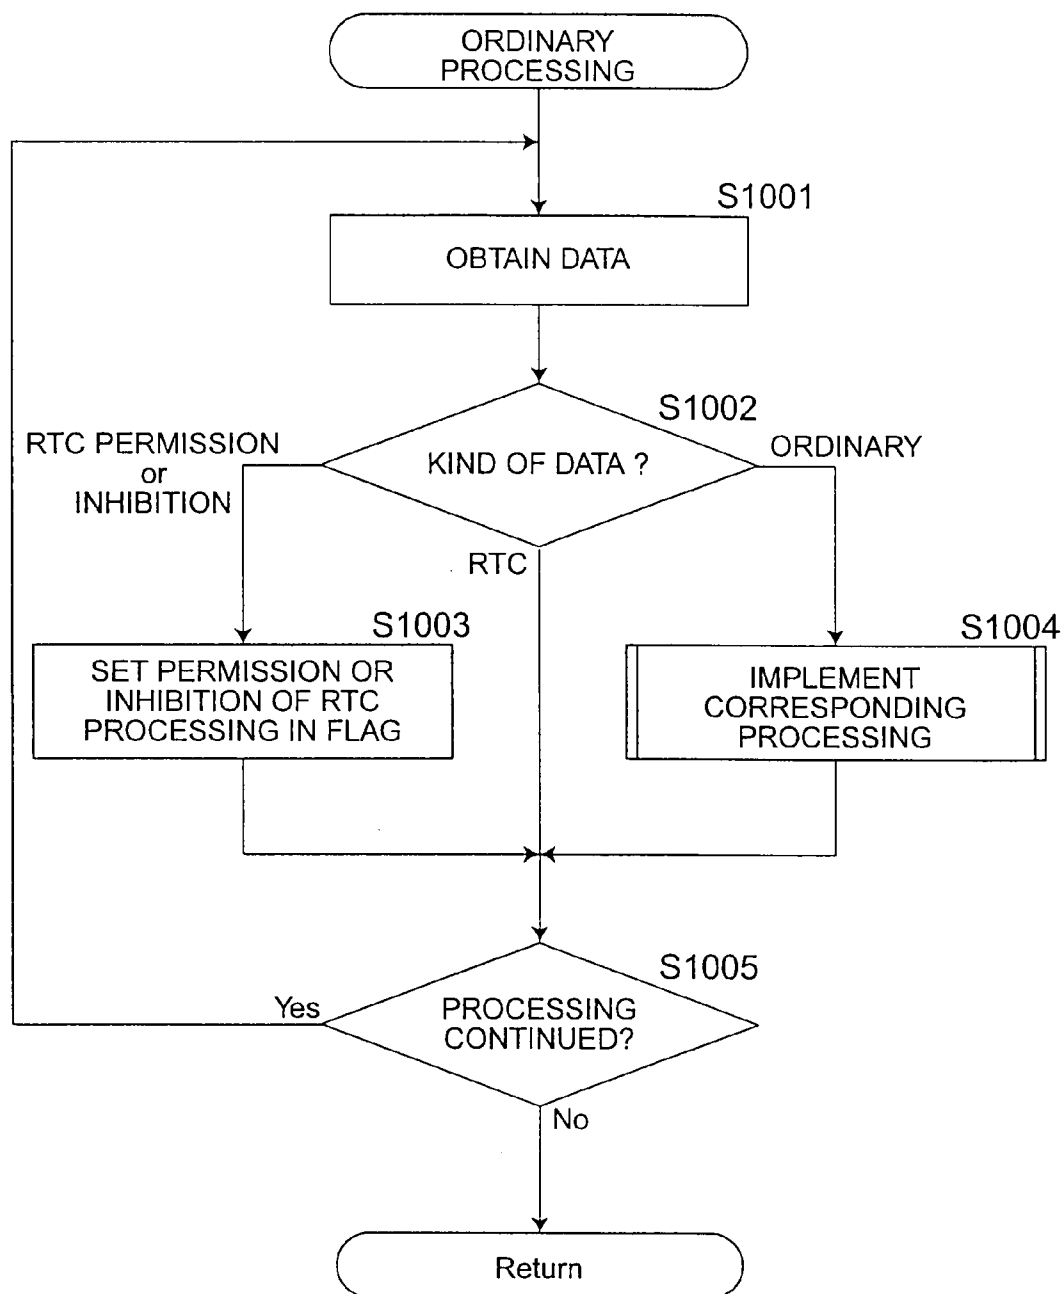 ORDINARY
PROCESSING
S1001
OBTAIN DATA
S1002
RTC PERMISSION
or
INHIBITION
KIND OF DATA ?
ORDINARY
RTC
S1003
SET PERMISSION OR
INHIBITION OF RTC
PROCESSING IN FLAG
S1004
IMPLEMENT
CORRESPONDING
PROCESSING
S1005
Yes
PROCESSING
CONTINUED?
No
Return